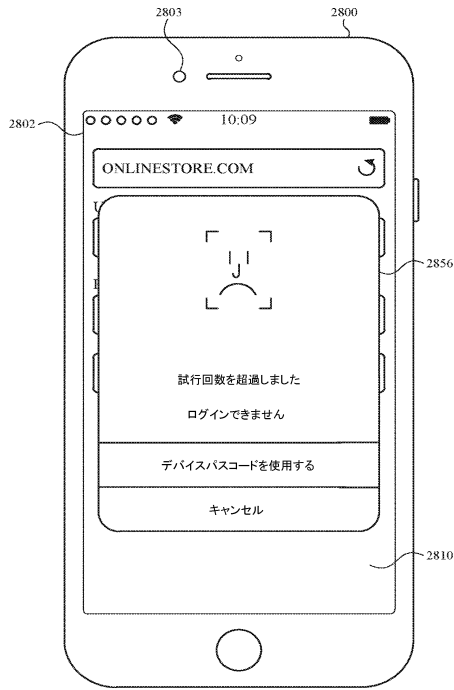 2803
2800
2802
10:09
ONLINESTORE.COM
U
2856
試行回数を超過しました
ログインできません
デバイスパスコードを使用する
キャンセル
2810